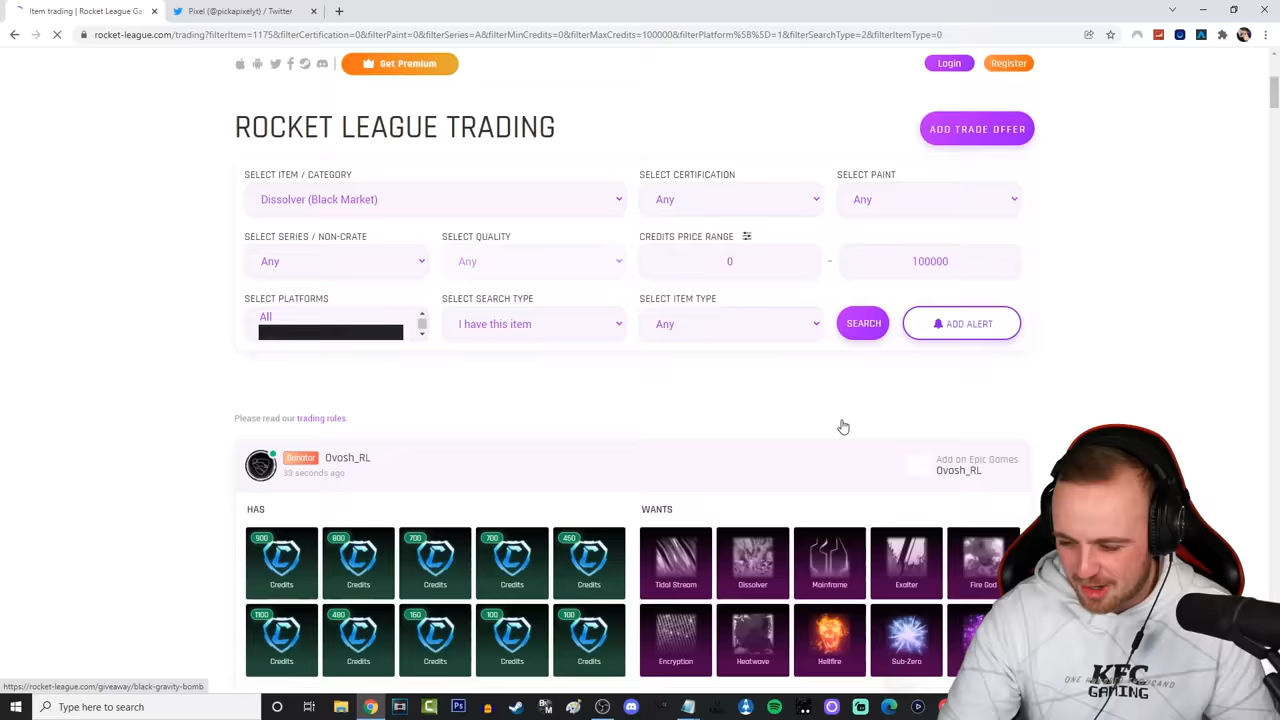 Item trading | Rocket League Ga
Pixel (@pickapixelyt) / Twitter
rocket-league.com/trading?filterItem=1175&filterCertification=0&filterPaint=0&filterSeries=A&filterMinCredits=0&filterMaxCredits=100000&filterPlatform%5B%5D=1&filterSearchType=2&filterItemType=0
Get Premium
Login
Register
ROCKET LEAGUE TRADING
ADD TRADE OFFER
SELECT ITEM / CATEGORY
SELECT CERTIFICATION
SELECT PAINT
Dissolver (Black Market)
Any
Any
SELECT SERIES / NON-CRATE
SELECT QUALITY
CREDITS PRICE RANGE
Any
Any
0
-
100000
SELECT PLATFORMS
SELECT SEARCH TYPE
SELECT ITEM TYPE
All
I have this item
Any
SEARCH
ADD ALERT
Please read our trading rules.
Donator
Ovosh_RL
33 seconds ago
Add on Epic Games
Ovosh_RL
HAS
WANTS
900
800
700
700
450
Credits
Credits
Credits
Credits
Credits
Tidal Stream
Dissolver
Mainframe
Exalter
Fire God
1100
480
150
100
100
Credits
Credits
Credits
Credits
Credits
Encryption
Heatwave
Hellfire
Sub-Zero
https://rocket-league.com/giveaway/black-gravity-bomb
Type here to search
KFC
ONE HUNDRED THOUSAND
GAMING